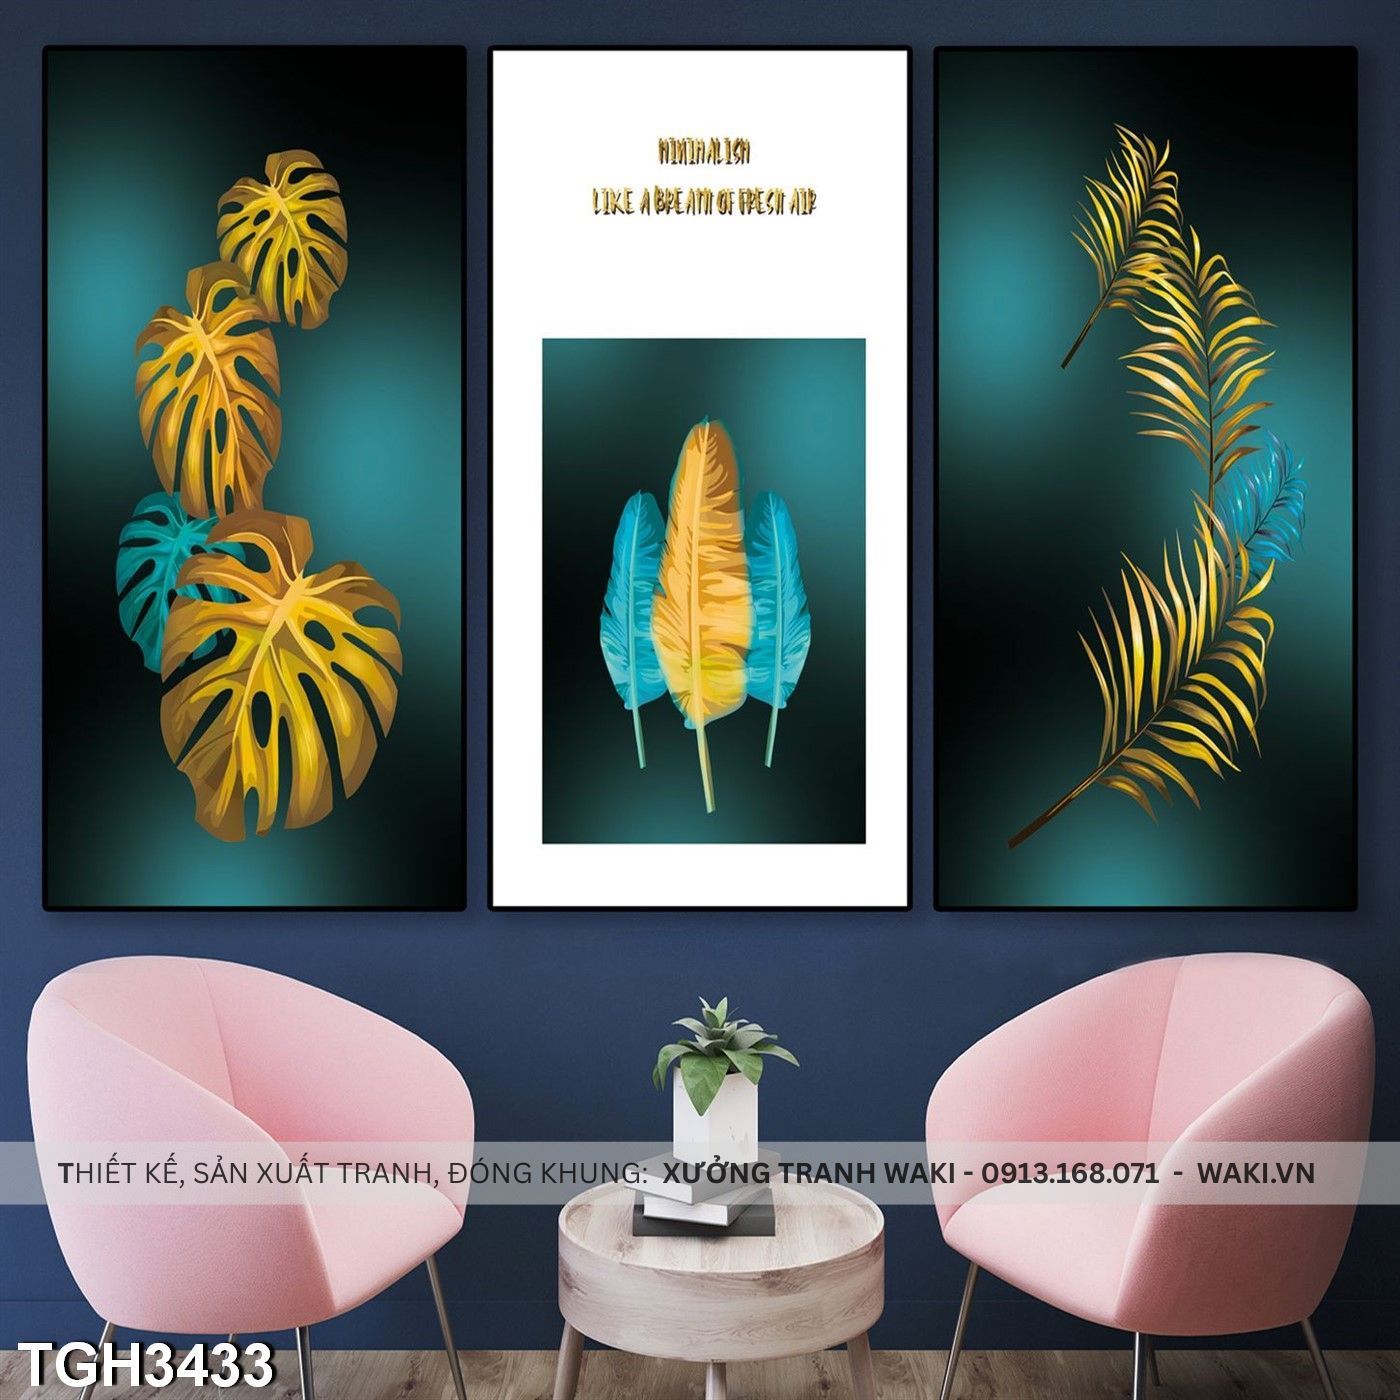 MINIMALISM
LIKE A BREATH OF FRESH AIR
THIẾT KẾ, SẢN XUẤT TRANH, ĐÓNG KHUNG: XƯỞNG TRANH WAKI - 0913.168.071 - WAKI.VN
TGH3433